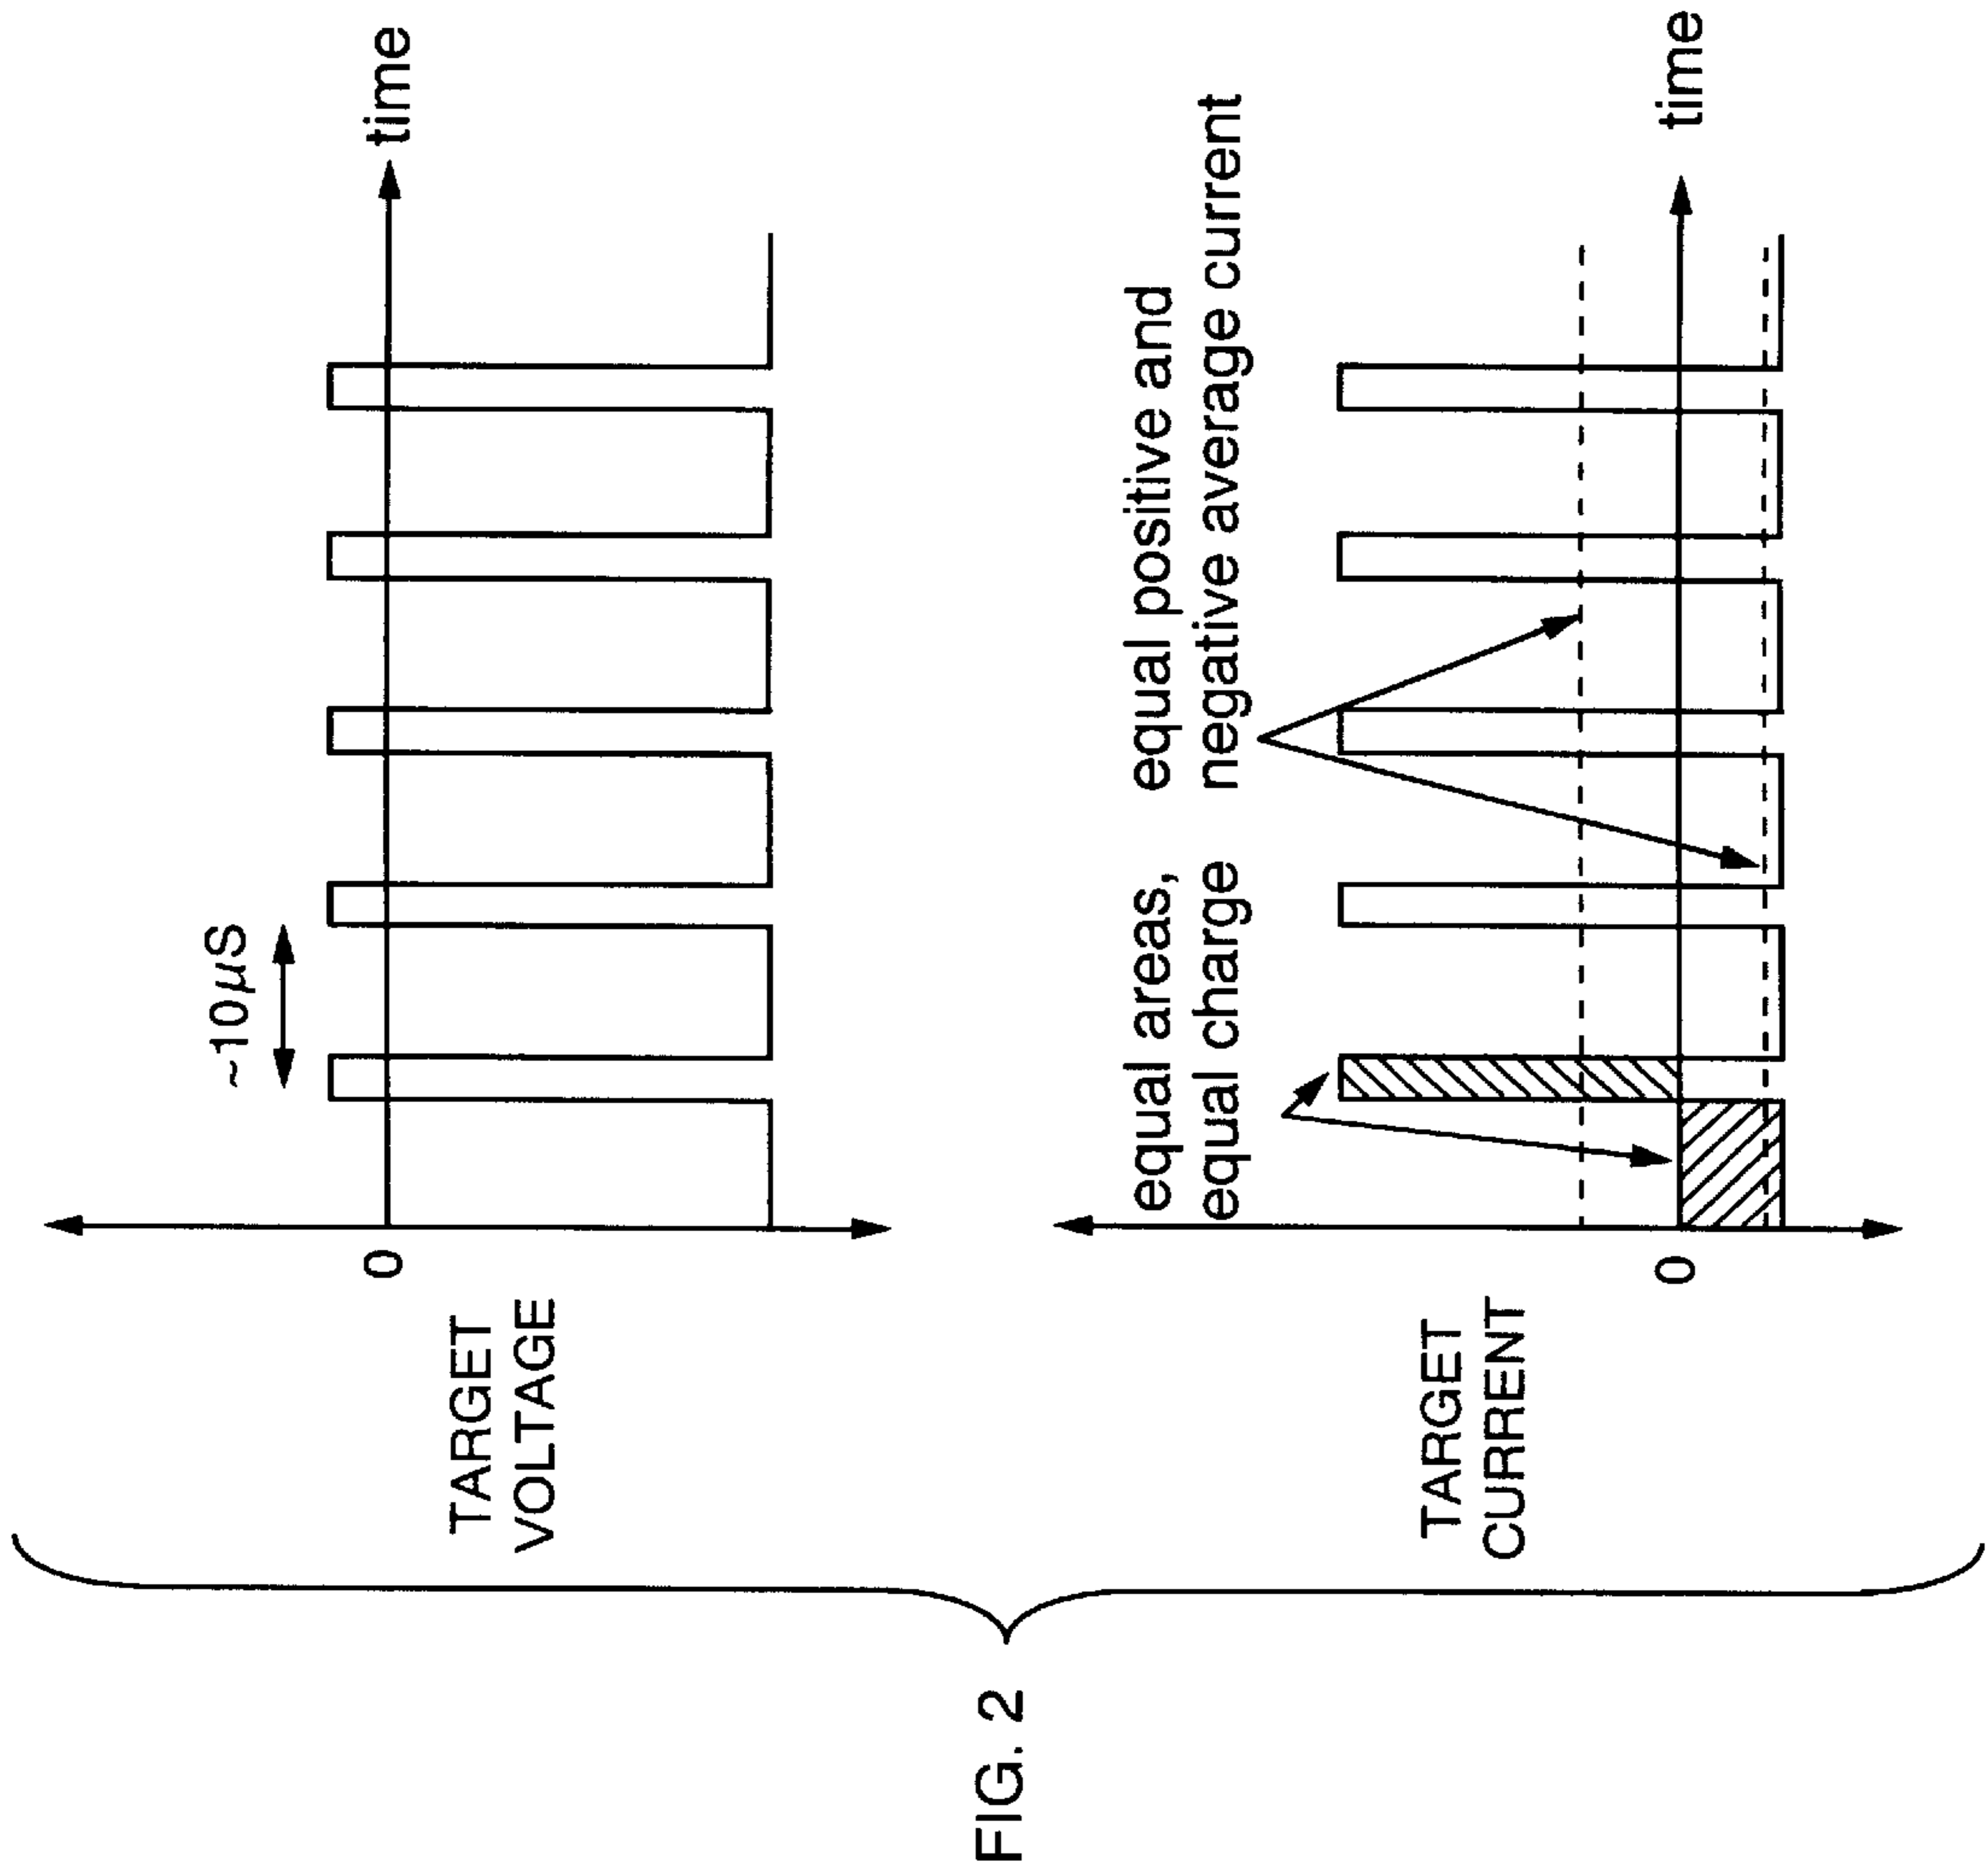 FIG. 2
TARGET
VOLTAGE
0
~10μS
time
TARGET
CURRENT
0
equal areas,
equal charge
equal positive and
negative average current
time